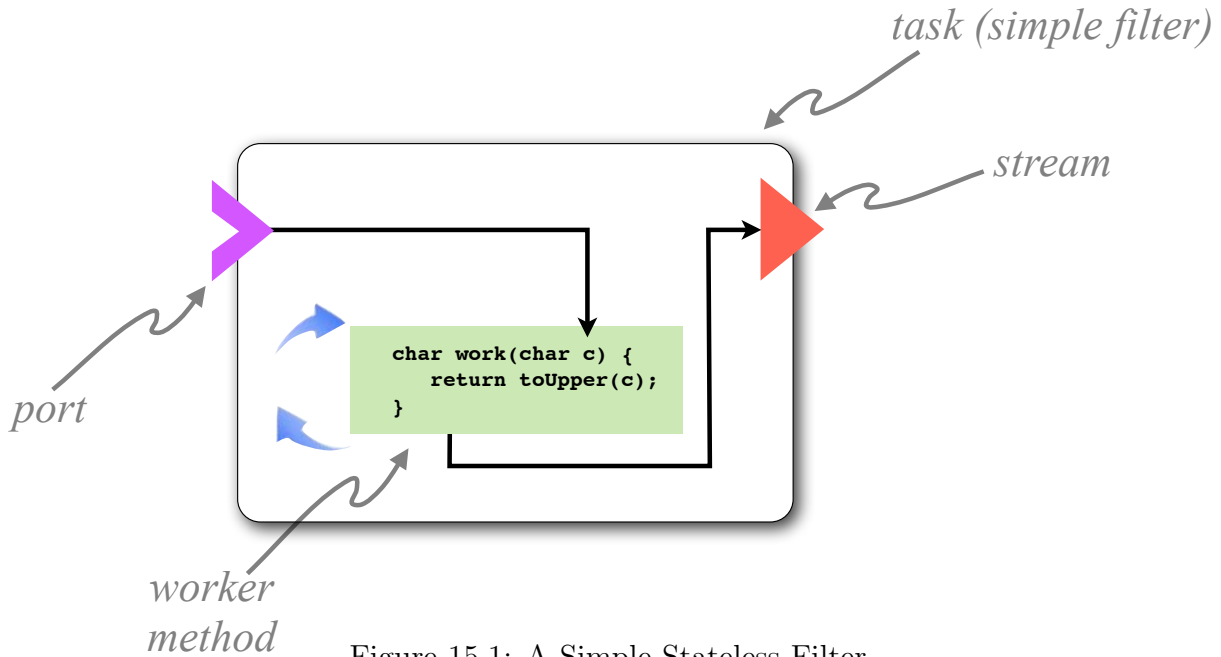 task (simple filter)
stream
char work(char c) {
return toUpper(c);
}
port
worker
method
Figure 15.1: A Simple Stateless Filter